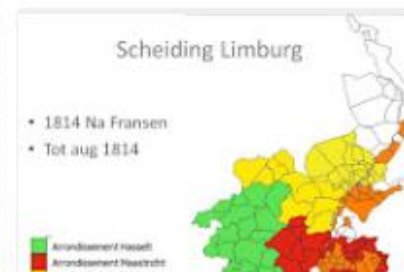 Scheiding Limburg
• 1814 Na Fransen
• Tot aug 1814
Arrondissement Hasselt
Arrondissement Maastricht